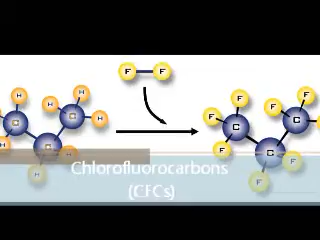 F F
H H H H H
C C C
H H
F F F F
C C C
F F F
Chlorofluorocarbons
(CFCs)